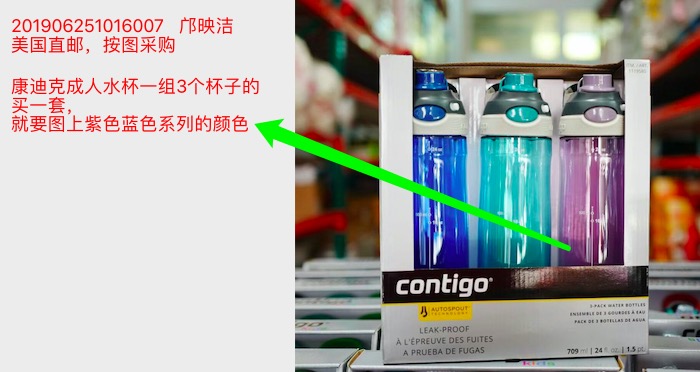 201906251016007 邝映洁
美国直邮，按图采购
康迪克成人水杯一组3个杯子的
买一套，
就要图上紫色蓝色系列的颜色
contigo
AUTOSPOUT
TECHNOLOGY
LEAK-PROOF
À L'ÉPREUVE DES FUITES
A PRUEBA DE FUGAS
3-PACK WATER BOTTLES
ENSEMBLE DE 3 GOURDES À EAU
PACK DE 3 BOTELLAS DE AGUA
709 ml | 24 fl. oz. | 1.5 pt.
kids